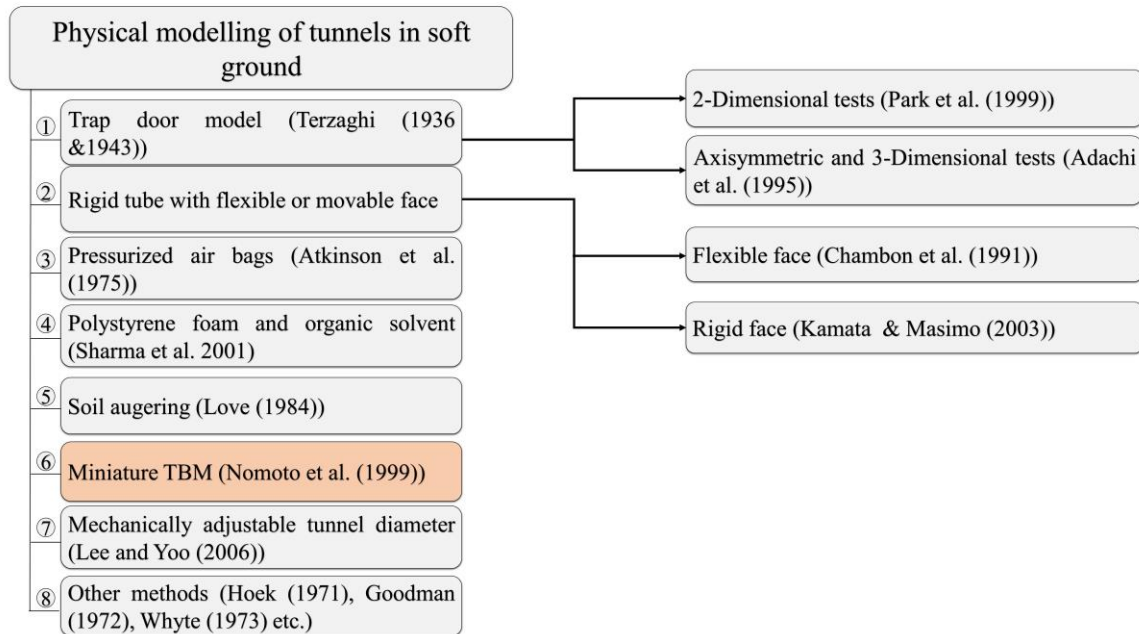 Physical modelling of tunnels in soft
ground
① Trap door model (Terzaghi (1936
&1943))
② Rigid tube with flexible or movable face
③ Pressurized air bags (Atkinson et al.
(1975))
④ Polystyrene foam and organic solvent
(Sharma et al. 2001)
⑤ Soil augering (Love (1984))
⑥ Miniature TBM (Nomoto et al. (1999))
⑦ Mechanically adjustable tunnel diameter
(Lee and Yoo (2006))
⑧ Other methods (Hoek (1971), Goodman
(1972), Whyte (1973) etc.)
2-Dimensional tests (Park et al. (1999))
Axisymmetric and 3-Dimensional tests (Adachi
et al. (1995))
Flexible face (Chambon et al. (1991))
Rigid face (Kamata & Masimo (2003))